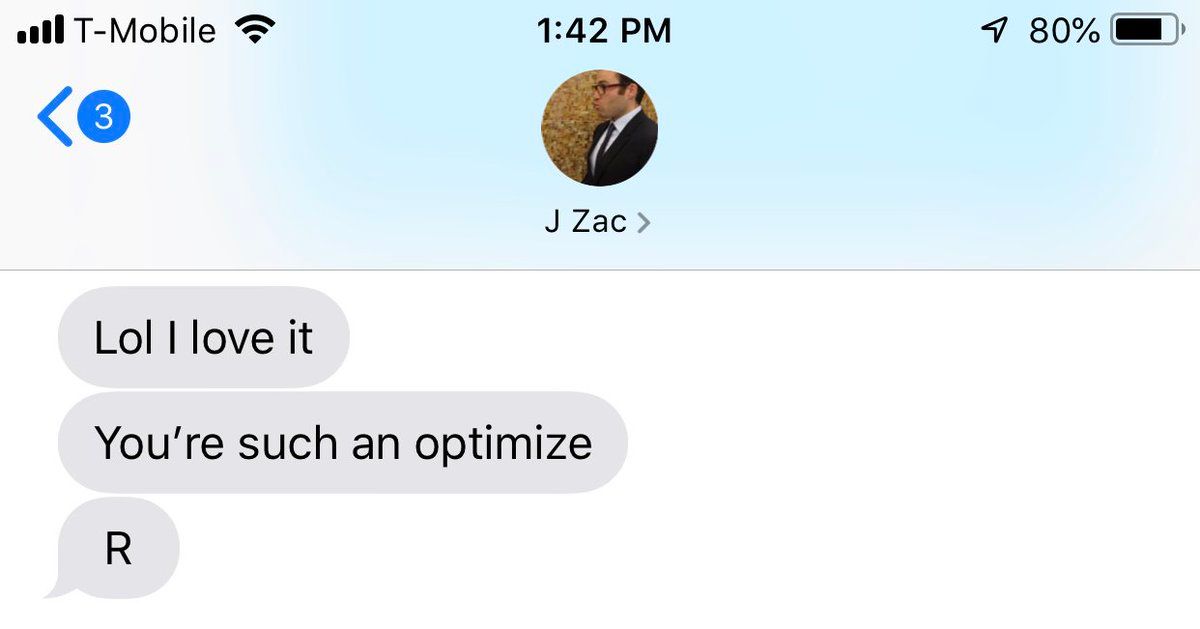 T-Mobile 1:42 PM 80%
3
J Zac
Lol I love it
You’re such an optimize
R